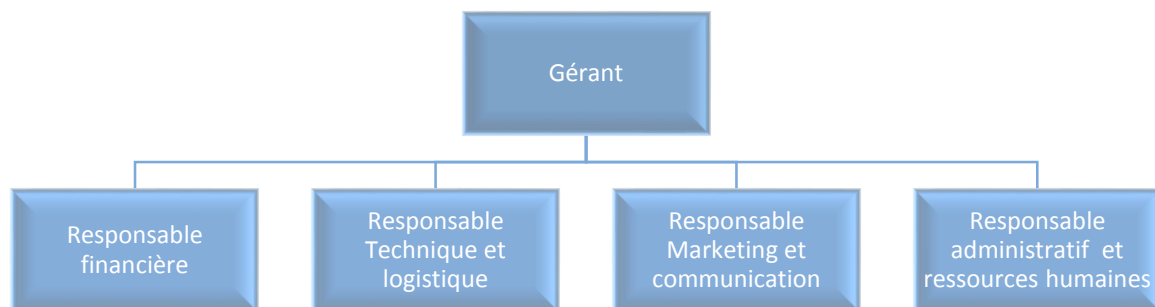 Gérant
Responsable
financière
Responsable
Technique et
logistique
Responsable
Marketing et
communication
Responsable
administratif et
ressources humaines